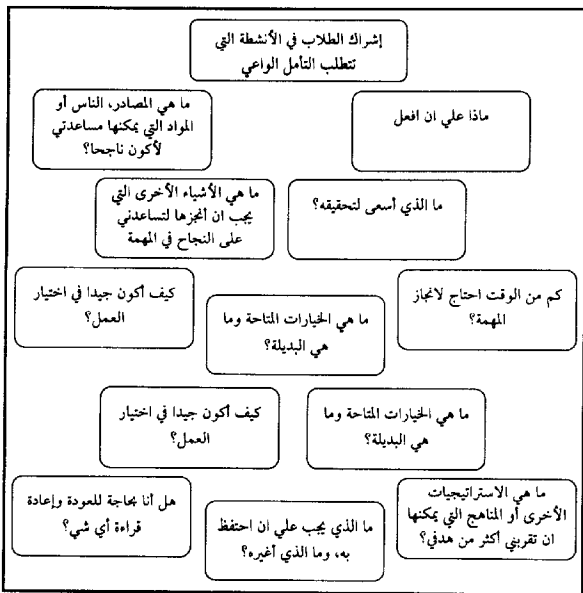 إشراك الطلاب في الأنشطة التي
تتطلب التأمل الواعي
ماذا علي ان افعل
ما هي المصادر، الناس أو
المواد التي يمكنها مساعدتي
لأكون ناجحا؟
ما الذي أسعى لتحقيقه؟
ما هي الأشياء الأخرى التي
يجب ان أنجزها لتساعدني
على النجاح في المهمة
كم من الوقت احتاج لانجاز
المهمة؟
ما هي الخيارات المتاحة وما
هي البديلة؟
كيف أكون جيدا في اختيار
العمل؟
ما هي الخيارات المتاحة وما
هي البديلة؟
كيف أكون جيدا في اختيار
العمل؟
ما هي الاستراتيجيات
الأخرى أو المناهج التي يمكنها
ان تقربني أكثر من هدفي؟
ما الذي يجب علي ان احتفظ
به، وما الذي أغيره؟
هل أنا بحاجة للعودة وإعادة
قراءة أي شي؟